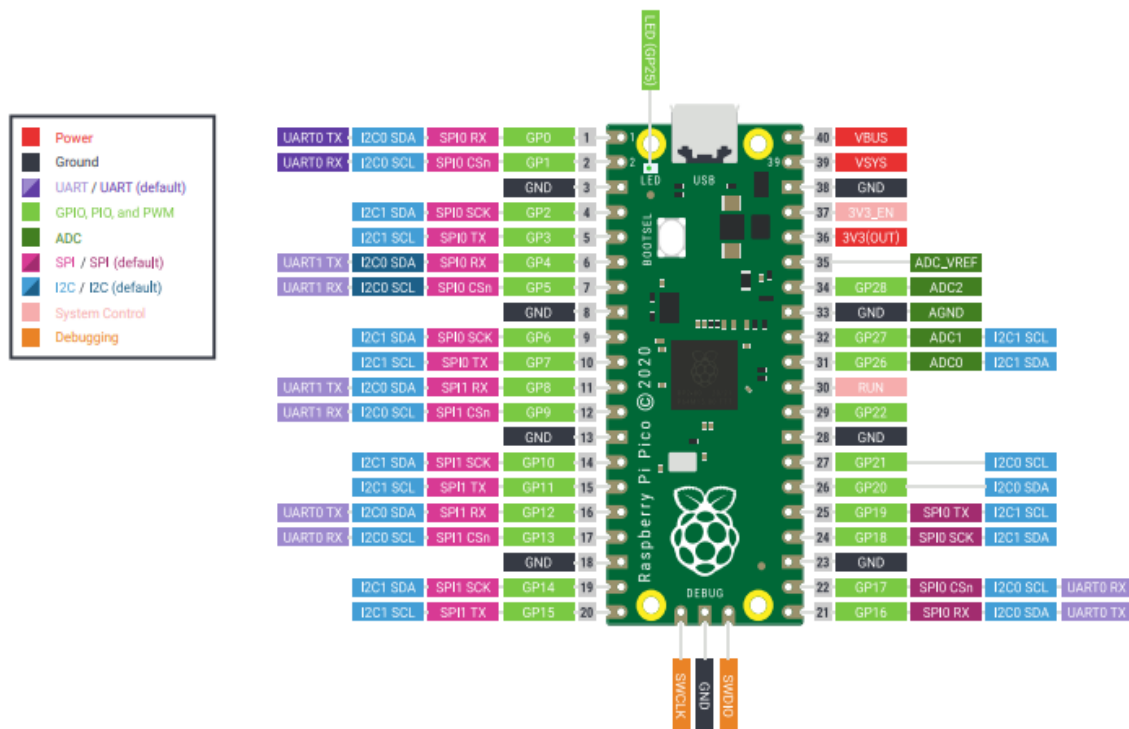 LED (GP25)
Power
Ground
UART / UART (default)
GPIO, PIO, and PWM
ADC
SPI / SPI (default)
I2C / I2C (default)
System Control
Debugging
UART0 TX I2C0 SDA SPI0 RX GP0 1
UART0 RX I2C0 SCL SPI0 CSn GP1 2
GND 3
I2C1 SDA SPI0 SCK GP2 4
I2C1 SCL SPI0 TX GP3 5
UART1 TX I2C0 SDA SPI0 RX GP4 6
UART1 RX I2C0 SCL SPI0 CSn GP5 7
GND 8
I2C1 SDA SPI0 SCK GP6 9
I2C1 SCL SPI0 TX GP7 10
UART1 TX I2C0 SDA SPI1 RX GP8 11
UART1 RX I2C0 SCL SPI1 CSn GP9 12
GND 13
I2C1 SDA SPI1 SCK GP10 14
I2C1 SCL SPI1 TX GP11 15
UART0 TX I2C0 SDA SPI1 RX GP12 16
UART0 RX I2C0 SCL SPI1 CSn GP13 17
GND 18
I2C1 SDA SPI1 SCK GP14 19
I2C1 SCL SPI1 TX GP15 20
1
2
39
LED
USB
BOOTSEL
Raspberry Pi Pico © 2020
DEBUG
40 VBUS
39 VSYS
38 GND
37 3V3_EN
36 3V3(OUT)
35 ADC_VREF
34 GP28 ADC2
33 GND AGND
32 GP27 ADC1 I2C1 SCL
31 GP26 ADC0 I2C1 SDA
30 RUN
29 GP22
28 GND
27 GP21 I2C0 SCL
26 GP20 I2C0 SDA
25 GP19 SPI0 TX I2C1 SCL
24 GP18 SPI0 SCK I2C1 SDA
23 GND
22 GP17 SPI0 CSn I2C0 SCL UART0 RX
21 GP16 SPI0 RX I2C0 SDA UART0 TX
SWCLK
GND
SWDIO